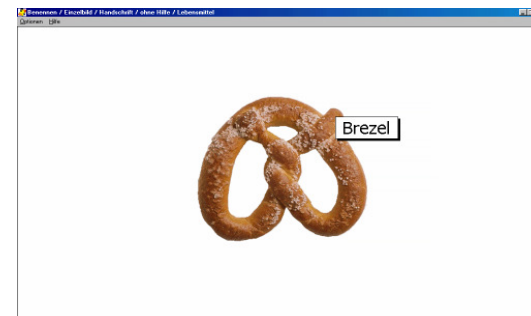 Benennen / Einzelbild / Handschrift / ohne Hilfe / Lebensmittel
Optionen Hilfe
Brezel